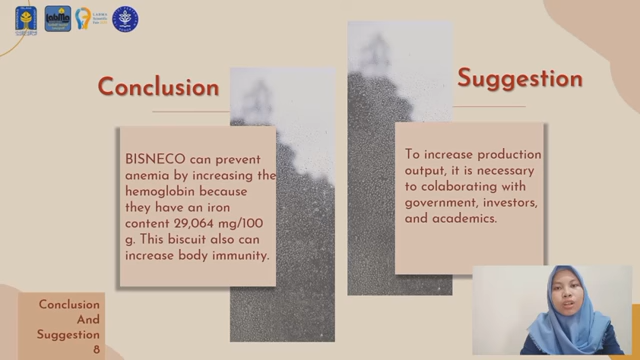 Conclusion
BISNECO can prevent
anemia by increasing the
hemoglobin because
they have an iron
content 29,064 mg/100
g. This biscuit also can
increase body immunity.
Suggestion
To increase production
output, it is necessary
to colaborating with
government, investors,
and academics.
Conclusion
And
Suggestion
8